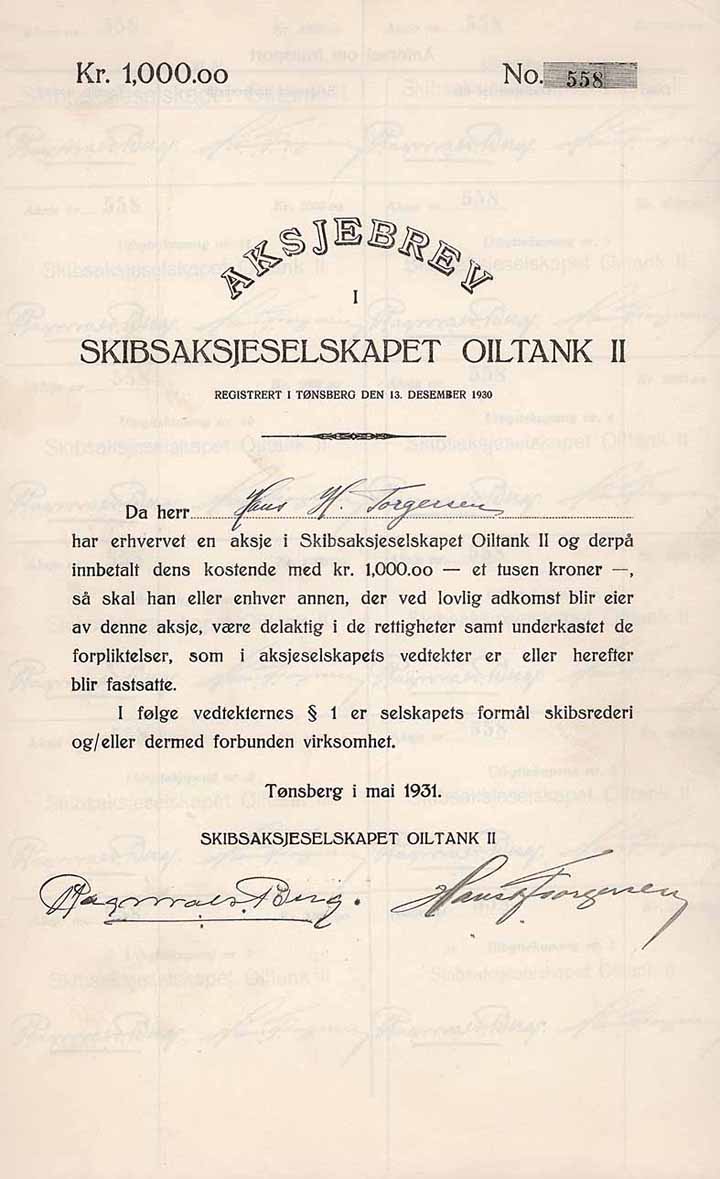 Kr. 1,000.oo No. 558
AKSJEBREV
I
SKIBSAKSJESELSKAPET OILTANK II
REGISTRERT I TØNSBERG DEN 13. DESEMBER 1930
Da herr Hans H. Torgersen
har erhvervet en aksje i Skibsaksjeselskapet Oiltank II og derpå
innbetalt dens kostende med kr. 1,000.oo — et tusen kroner —,
så skal han eller enhver annen, der ved lovlig adkomst blir eier
av denne aksje, være delaktig i de rettigheter samt underkastet de
forpliktelser, som i aksjeselskapets vedtekter er eller herefter
blir fastsatte.
I følge vedtekternes § 1 er selskapets formål skibsrederi
og/eller dermed forbunden virksomhet.
Tønsberg i mai 1931.
SKIBSAKSJESELSKAPET OILTANK II
Ragnvald Berg. Hans H Torgersen